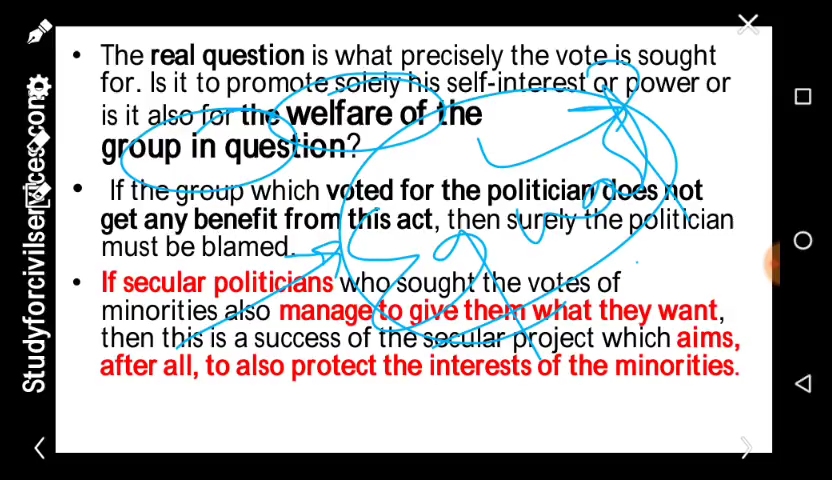 • The real question is what precisely the vote is sought
for. Is it to promote solely his self-interest or power or
is it also for the welfare of the
group in question?
• If the group which voted for the politician does not
get any benefit from this act, then surely the politician
must be blamed.
• If secular politicians who sought the votes of
minorities also manage to give them what they want,
then this is a success of the secular project which aims,
after all, to also protect the interests of the minorities.
Studyforcivilservices.com